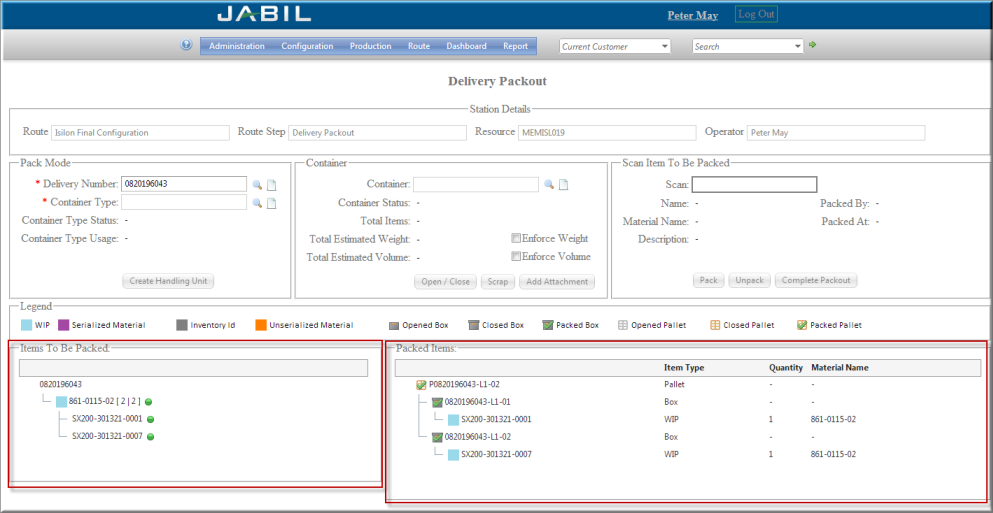 JABIL
Peter May Log Out
Administration Configuration Production Route Dashboard Report Current Customer Search
Delivery Packout
Station Details
Route Isilon Final Configuration Route Step Delivery Packout Resource MEMISL019 Operator Peter May
Pack Mode Container Scan Item To Be Packed
* Delivery Number: 0820196043 Container: Scan:
* Container Type: Container Status: - Name: - Packed By: -
Container Type Status: - Total Items: - Material Name: - Packed At: -
Container Type Usage: - Total Estimated Weight: - Enforce Weight Description: -
Total Estimated Volume: - Enforce Volume
Create Handling Unit Open / Close Scrap Add Attachment Pack Unpack Complete Packout
Legend
WIP Serialized Material Inventory Id Unserialized Material Opened Box Closed Box Packed Box Opened Pallet Closed Pallet Packed Pallet
Items To Be Packed: Packed Items:
Item Type Quantity Material Name
0820196043 P0820196043-L1-02 Pallet - -
861-0115-02 [ 2 | 2 ] 0820196043-L1-01 Box - -
SX200-301321-0001 SX200-301321-0001 WIP 1 861-0115-02
SX200-301321-0007 0820196043-L1-02 Box - -
SX200-301321-0007 WIP 1 861-0115-02